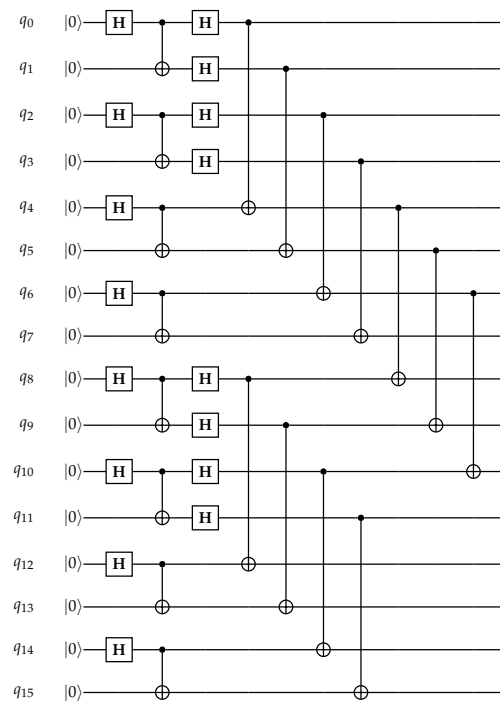 q0 |0⟩ H H
q1 |0⟩ H
q2 |0⟩ H H
q3 |0⟩ H
q4 |0⟩ H
q5 |0⟩
q6 |0⟩ H
q7 |0⟩
q8 |0⟩ H H
q9 |0⟩ H
q10 |0⟩ H H
q11 |0⟩ H
q12 |0⟩ H
q13 |0⟩
q14 |0⟩ H
q15 |0⟩